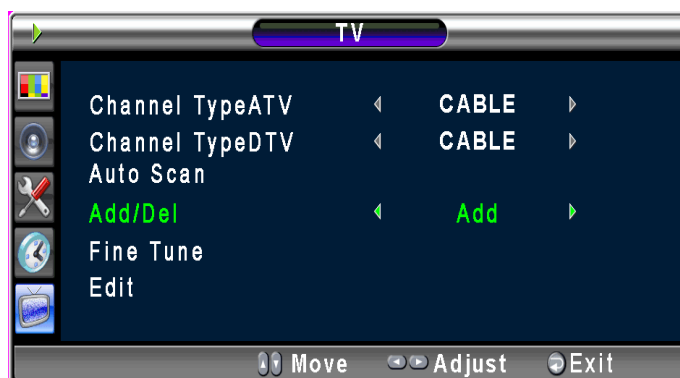 TV
Channel TypeATV CABLE
Channel TypeDTV CABLE
Auto Scan
Add/Del Add
Fine Tune
Edit
Move Adjust Exit